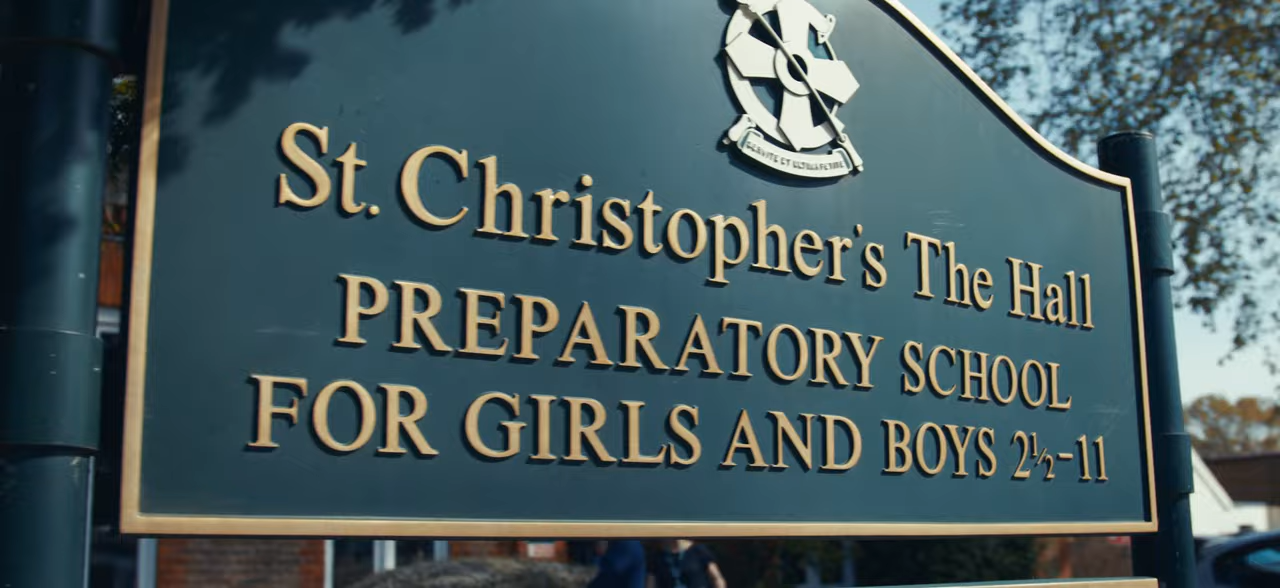 St. Christopher's The Hall
PREPARATORY SCHOOL
FOR GIRLS AND BOYS 2½-11